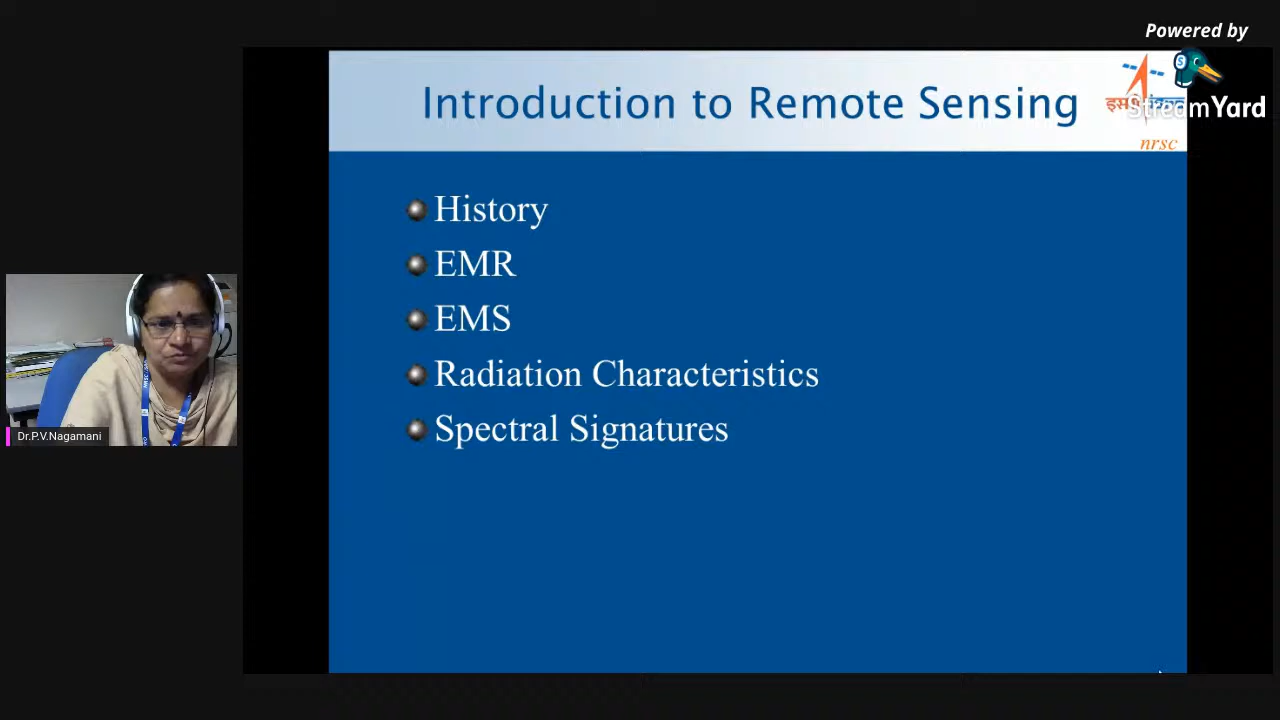 Powered by
StreamYard
Introduction to Remote Sensing
nrsc
History
EMR
EMS
Radiation Characteristics
Spectral Signatures
Dr.P.V.Nagamani